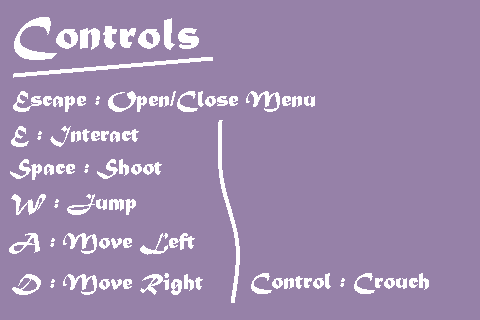 Controls
Escape : Open/Close Menu
E : Interact
Space : Shoot
W : Jump
A : Move Left
D : Move Right
Control : Crouch